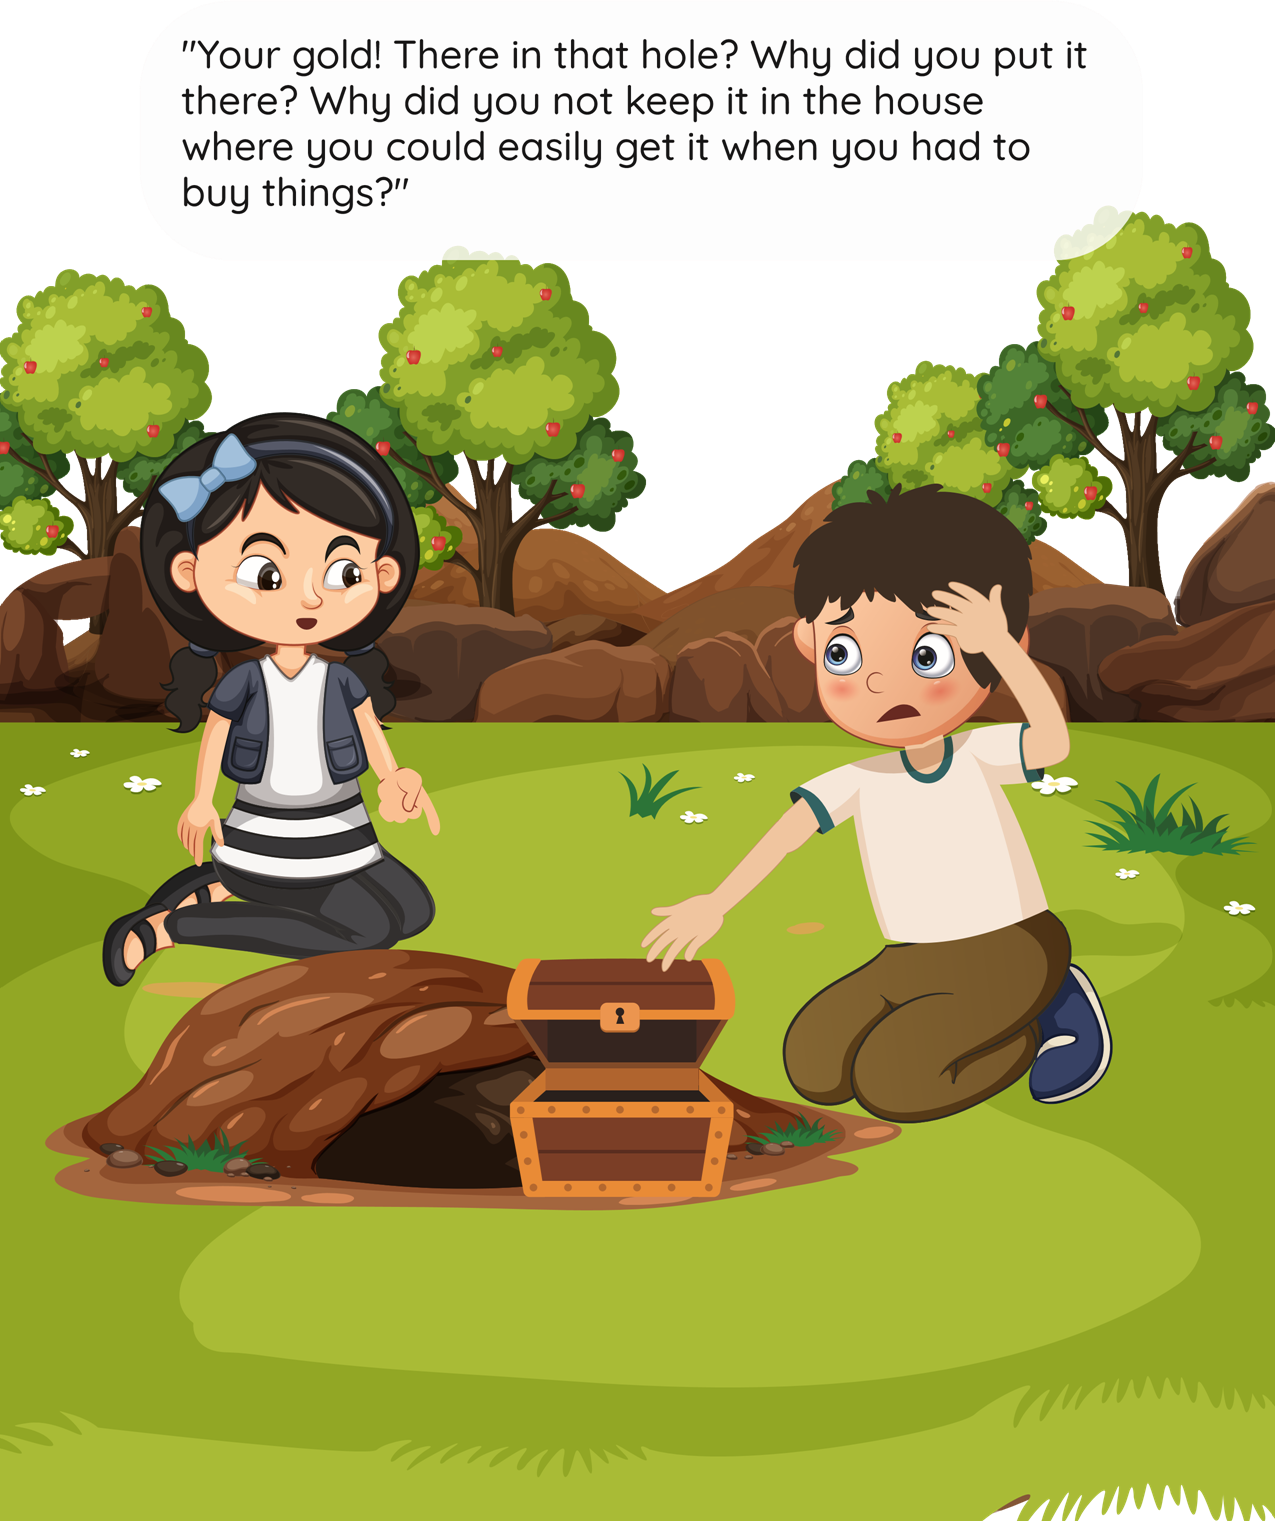 "Your gold! There in that hole? Why did you put it
there? Why did you not keep it in the house
where you could easily get it when you had to
buy things?"